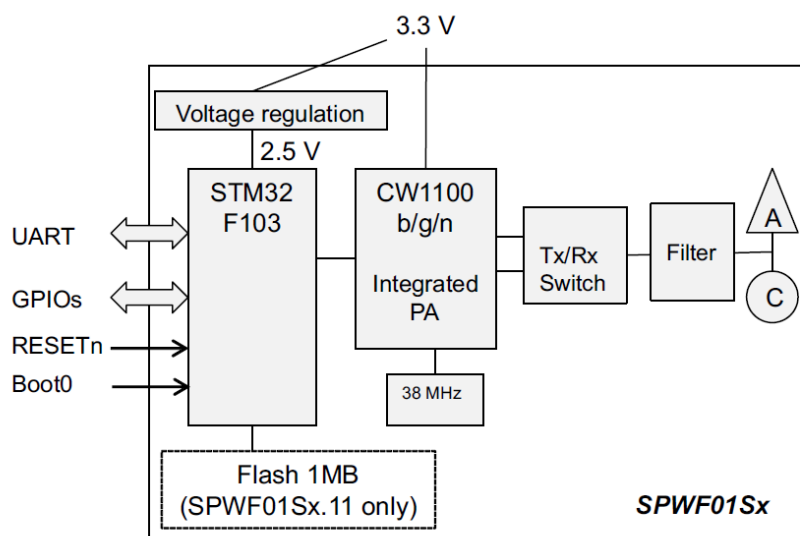 3.3 V
Voltage regulation
2.5 V
STM32
F103
CW1100
b/g/n
Integrated
PA
Tx/Rx
Switch
Filter
A
C
UART
GPIOs
RESETn
Boot0
38 MHz
Flash 1MB
(SPWF01Sx.11 only)
SPWF01Sx